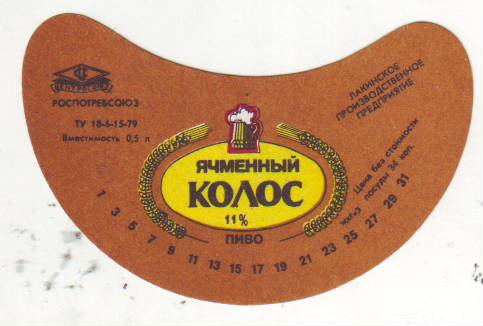 ЦЕНТРСОЮЗ
РОСПОТРЕБСОЮЗ
ТУ 18-6-15-79
Вместимость 0,5 л
ЛАКИНСКОЕ
ПРОИЗВОДСТВЕННОЕ
ПРЕДПРИЯТИЕ
Цена без стоимости
посуды 34 коп.
ЯЧМЕННЫЙ
КОЛОС
11%
ПИВО
1 3 5 7 9 11 13 15 17 19 21 23 25 27 29 31